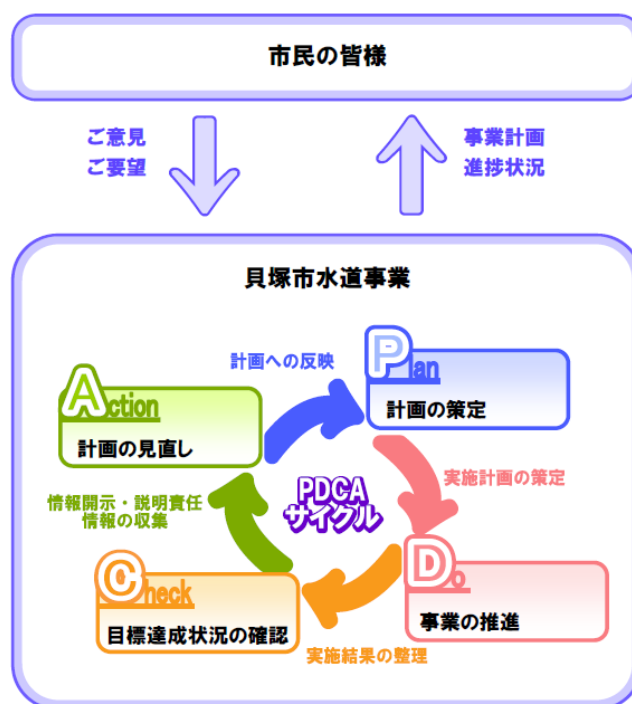 市民の皆様
ご意見
ご要望
事業計画
進捗状況
貝塚市水道事業
計画への反映
Plan
計画の策定
Action
計画の見直し
実施計画の策定
PDCA
サイクル
情報開示・説明責任
情報の収集
Check
目標達成状況の確認
Do
事業の推進
実施結果の整理